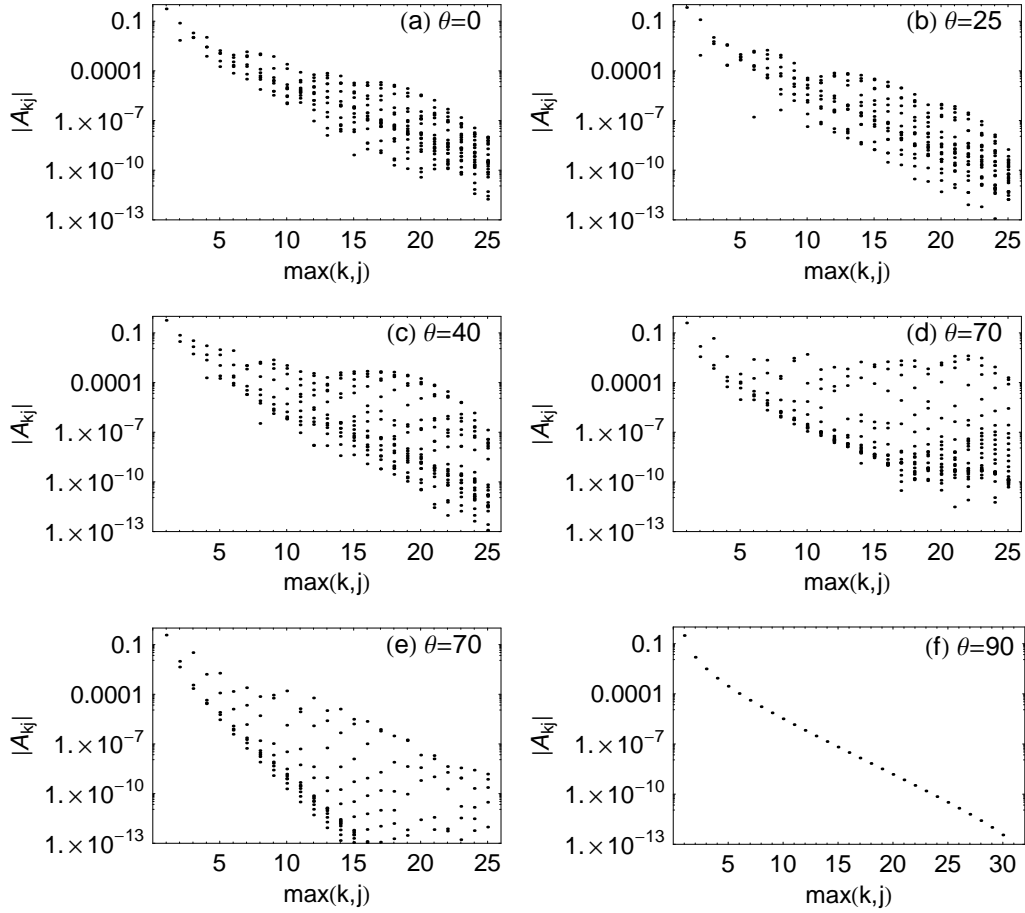 (a) θ=0
0.1
0.0001
1.×10⁻⁷
1.×10⁻¹⁰
1.×10⁻¹³
|Aₖⱼ|
5 10 15 20 25
max(k,j)
(b) θ=25
0.1
0.0001
1.×10⁻⁷
1.×10⁻¹⁰
1.×10⁻¹³
|Aₖⱼ|
5 10 15 20 25
max(k,j)
(c) θ=40
0.1
0.0001
1.×10⁻⁷
1.×10⁻¹⁰
1.×10⁻¹³
|Aₖⱼ|
5 10 15 20 25
max(k,j)
(d) θ=70
0.1
0.0001
1.×10⁻⁷
1.×10⁻¹⁰
1.×10⁻¹³
|Aₖⱼ|
5 10 15 20 25
max(k,j)
(e) θ=70
0.1
0.0001
1.×10⁻⁷
1.×10⁻¹⁰
1.×10⁻¹³
|Aₖⱼ|
5 10 15 20 25
max(k,j)
(f) θ=90
0.1
0.0001
1.×10⁻⁷
1.×10⁻¹⁰
1.×10⁻¹³
|Aₖⱼ|
5 10 15 20 25 30
max(k,j)